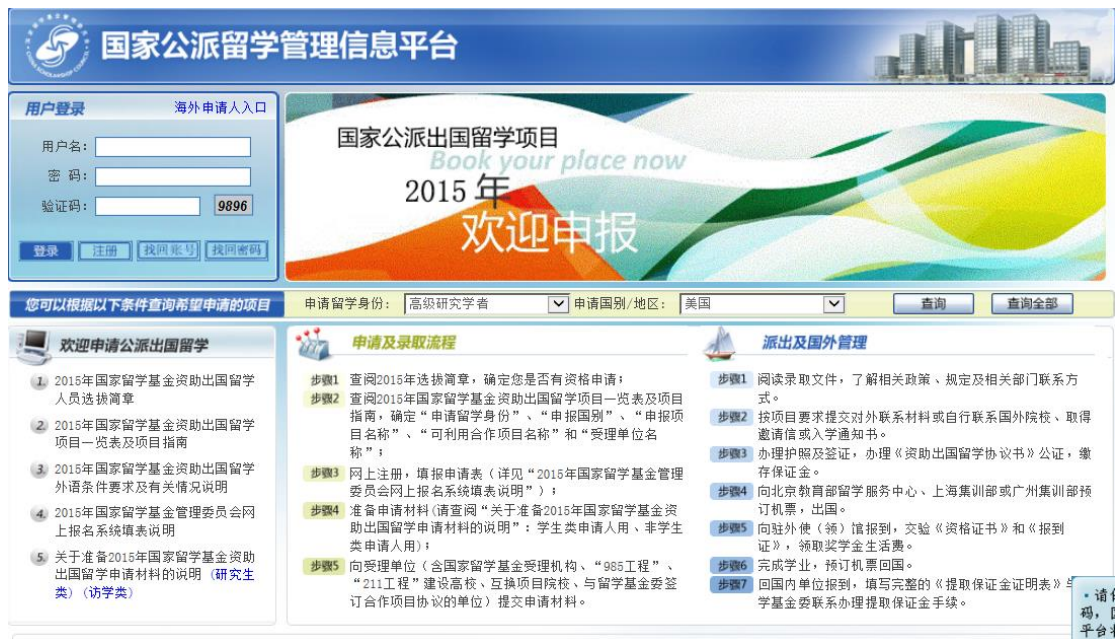 国家公派留学管理信息平台
用户登录
海外申请人入口
用户名：
密 码：
验证码：
9896
登录
注册
找回账号
找回密码
国家公派出国留学项目
Book your place now
2015 年
欢迎申报
您可以根据以下条件查询希望申请的项目
申请留学身份： 高级研究学者
申请国别/地区： 美国
查询
查询全部
欢迎申请公派出国留学
1. 2015年国家留学基金资助出国留学
人员选拔简章
2. 2015年国家留学基金资助出国留学
项目一览表及项目指南
3. 2015年国家留学基金资助出国留学
外语条件要求及有关情况说明
4. 2015年国家留学基金管理委员会网
上报名系统填表说明
5. 关于准备2015年国家留学基金资助
出国留学申请材料的说明（研究生
类）（访学类）
申请及录取流程
步骤1 查阅2015年选拔简章，确定您是否有资格申请；
步骤2 查阅2015年国家留学基金资助出国留学项目一览表及项目
指南，确定“申请留学身份”、“申报国别”、“申报项
目名称”、“可利用合作项目名称”和“受理单位名
称”；
步骤3 网上注册，填报申请表（详见“2015年国家留学基金管理
委员会网上报名系统填表说明”）；
步骤4 准备申请材料(请查阅“关于准备2015年国家留学基金资
助出国留学申请材料的说明”：学生类申请人用、非学生
类申请人用)；
步骤5 向受理单位（含国家留学基金受理机构、“985工程”、
“211工程”建设高校、互换项目院校、与留学基金委签
订合作项目协议的单位）提交申请材料。
派出及国外管理
步骤1 阅读录取文件，了解相关政策、规定及相关部门联系方
式。
步骤2 按项目要求提交对外联系材料或自行联系国外院校、取得
邀请信或入学通知书。
步骤3 办理护照及签证，办理《资助出国留学协议书》公证，缴
存保证金。
步骤4 向北京教育部留学服务中心、上海集训部或广州集训部预
订机票，出国。
步骤5 向驻外使（领）馆报到，交验《资格证书》和《报到
证》，领取奖学金生活费。
步骤6 完成学业，预订机票回国。
步骤7 回国内单位报到，填写完整的《提取保证金证明表》
学基金委联系办理提取保证金手续。
码，
平台